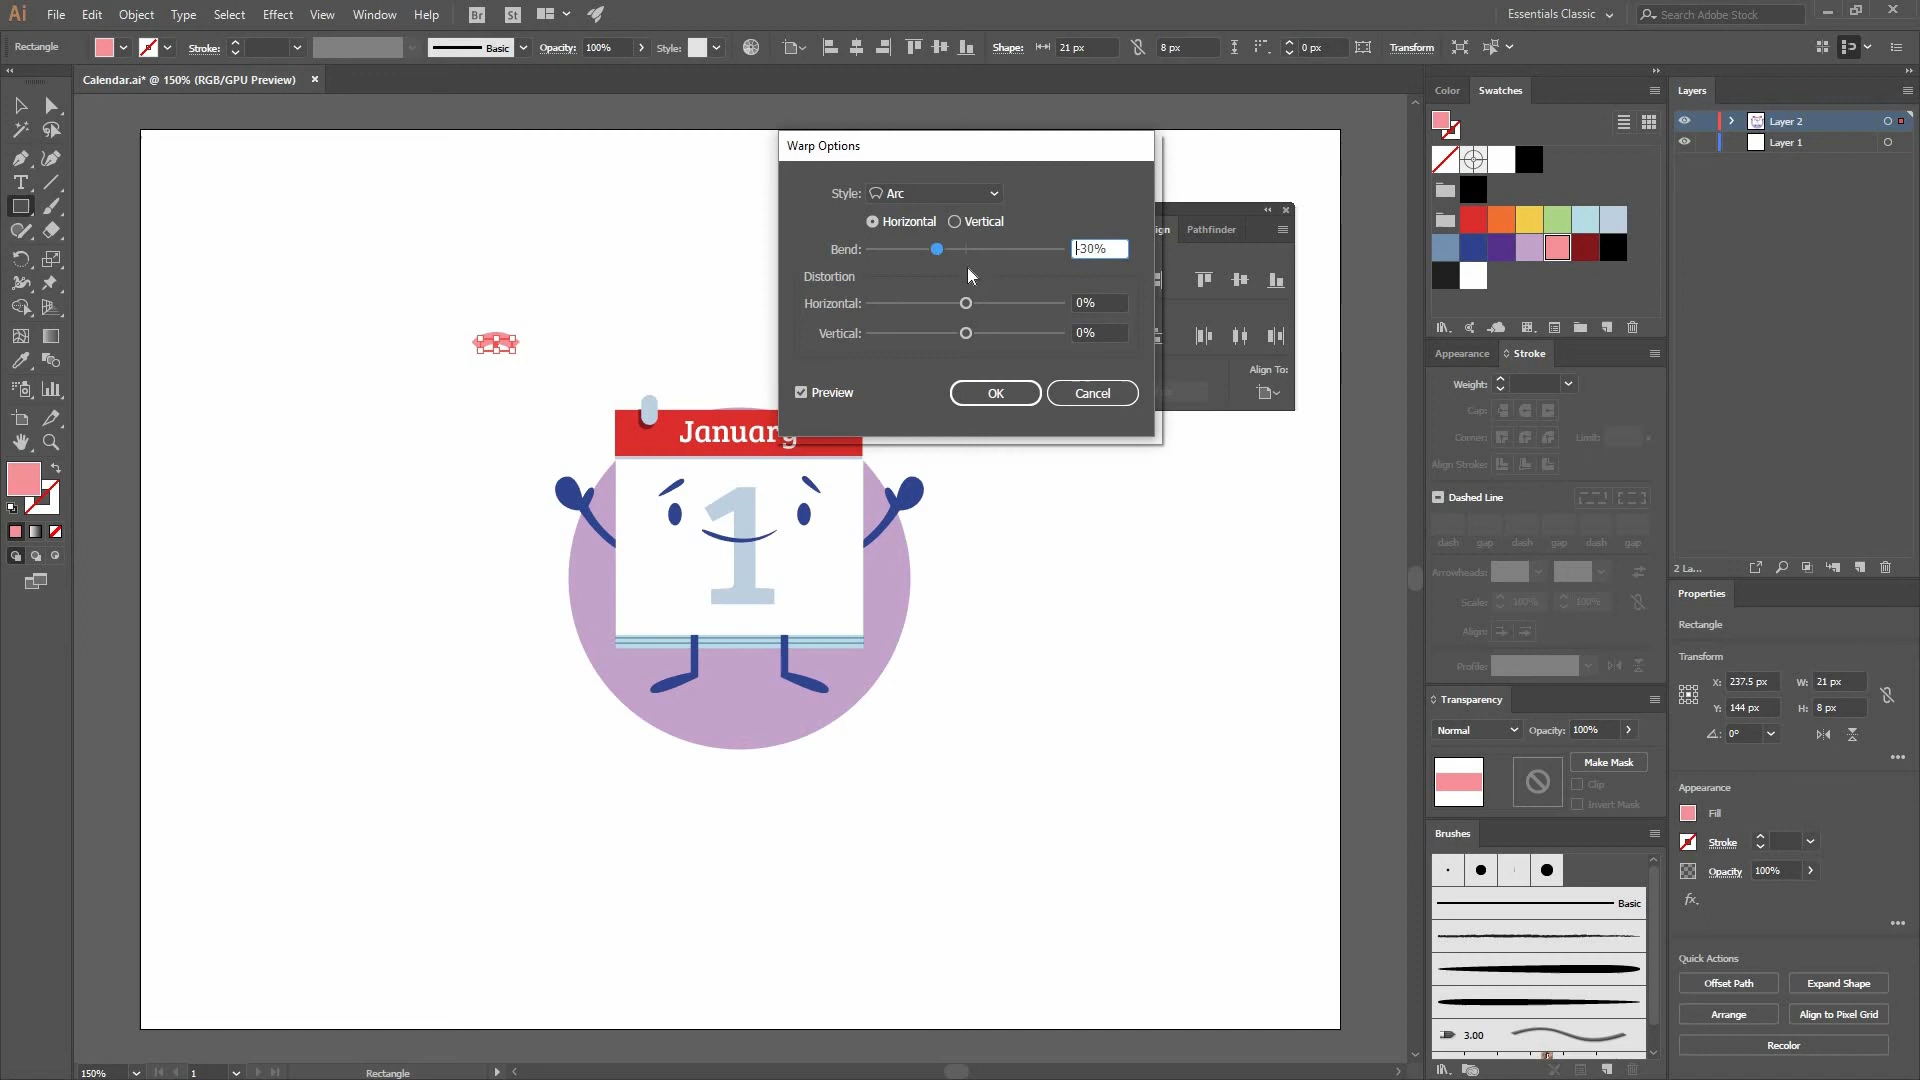 Ai File Edit Object Type Select Effect View Window Help Br St Essentials Classic Search Adobe Stock
Rectangle Stroke: Basic Opacity: 100% Style: Shape: 21 px 8 px 0 px Transform
Calendar.ai* @ 150% (RGB/GPU Preview)
Warp Options
Style: Arc
Horizontal Vertical
Bend: -30%
Distortion
Horizontal: 0%
Vertical: 0%
Preview OK Cancel
Pathfinder
Align To:
January
1
Color Swatches
Appearance Stroke
Weight:
Cap:
Corner: Limit:
Align Stroke:
Dashed Line
dash gap dash gap dash gap
Arrowheads:
Scale: 100% 100%
Align:
Profile:
Transparency
Normal Opacity: 100%
Make Mask
Clip
Invert Mask
Brushes
Basic
3.00
Layers
Layer 2
Layer 1
2 La...
Properties
Rectangle
Transform
X: 237.5 px W: 21 px
Y: 144 px H: 8 px
0°
Appearance
Fill
Stroke
Opacity 100%
fx.
Quick Actions
Offset Path Expand Shape
Arrange Align to Pixel Grid
Recolor
150% 1 Rectangle